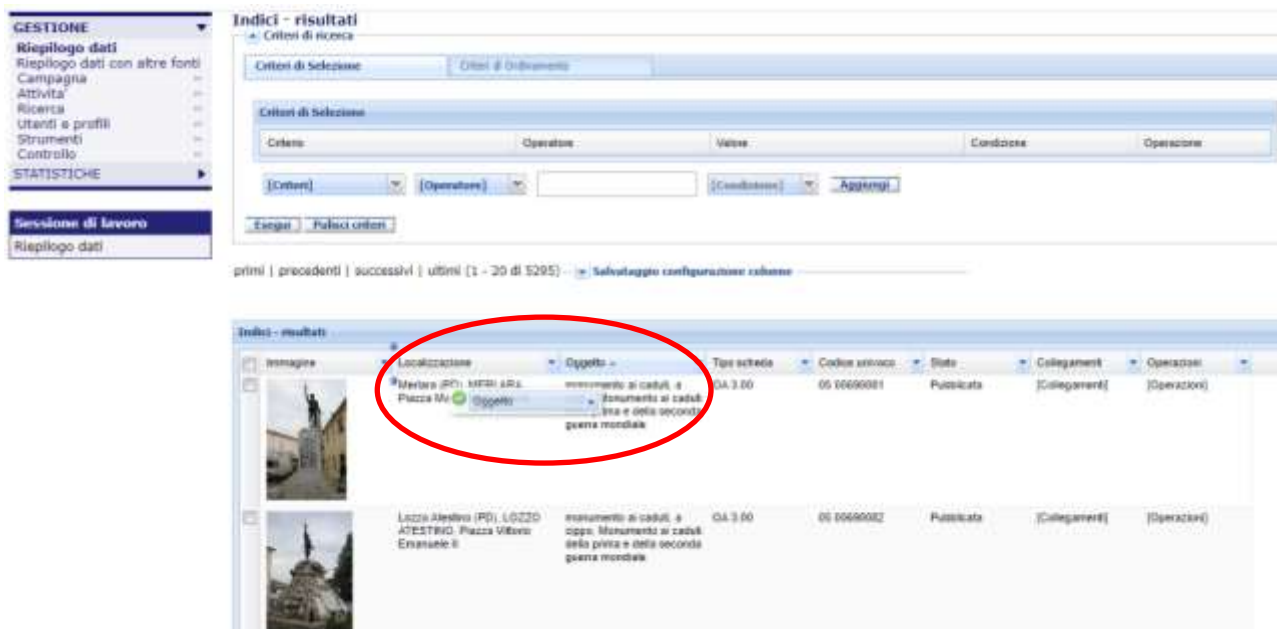 GESTIONE
Riepilogo dati
Riepilogo dati con altre fonti
Campagna
Attivita'
Ricerca
Utenti e profili
Strumenti
Controllo
STATISTICHE
Sessione di lavoro
Riepilogo dati
Indici - risultati
Criteri di ricerca
Criteri di Selezione Criteri di Ordinamento
Criteri di Selezione
Criterio Operatore Valore Condizione Operazione
[Criteri] [Operatore] [Condizione] Aggiungi
Esegui Pulisci criteri
primi | precedenti | successivi | ultimi (1 - 20 di 5295) Salvataggio configurazione colonne
Indici - risultati
Immagine Localizzazione Oggetto Tipo scheda Codice univoco Stato Collegamenti Operazioni
Merlara (PD), MERLARA, monumento ai caduti, a OA 3.00 05 00690001 Pubblicata [Collegamenti] [Operazioni]
Piazza Oggetto Monumento ai caduti
prima e della seconda
guerra mondiale
Lozzo Atestino (PD), LOZZO monumento ai caduti, a OA 3.00 05 00690002 Pubblicata [Collegamenti] [Operazioni]
ATESTINO, Piazza Vittorio cippo, Monumento ai caduti
Emanuele II della prima e della seconda
guerra mondiale